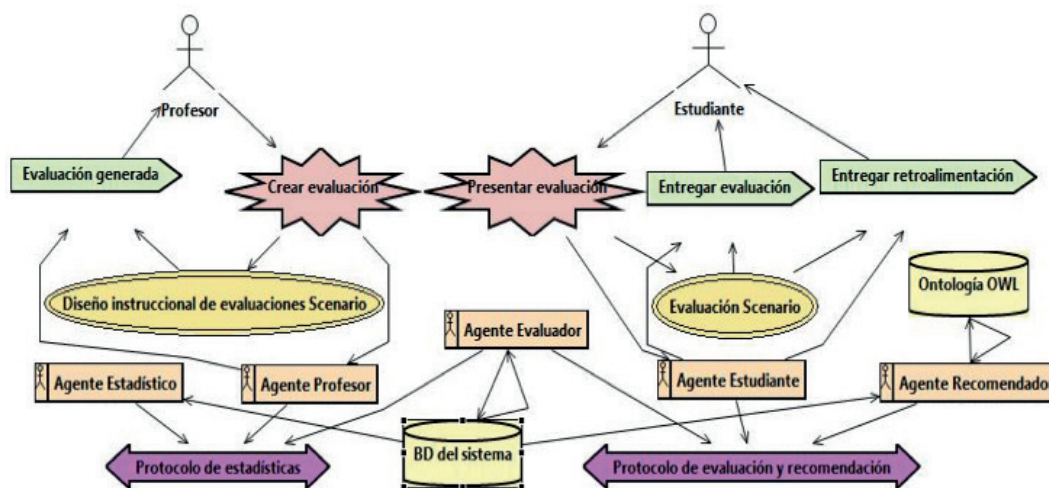 Profesor
Estudiante
Evaluación generada
Crear evaluación
Presentar evaluación
Entregar evaluación
Entregar retroalimentación
Diseño instruccional de evaluaciones Scenario
Evaluación Scenario
Ontología OWL
Agente Evaluador
Agente Estadístico
Agente Profesor
Agente Estudiante
Agente Recomendador
BD del sistema
Protocolo de estadísticas
Protocolo de evaluación y recomendación